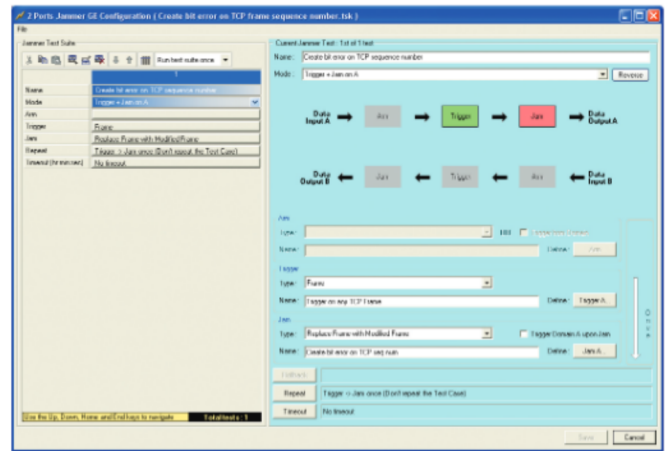 2 Ports Jammer GE Configuration ( Create bit error on TCP frame sequence number.tsk )
File
Jammer Test Suite
Run test suite once
1
Name Create bit error on TCP sequence number
Mode Trigger + Jam on A
Arm
Trigger Frame
Jam Replace Frame with Modified Frame
Repeat Trigger -> Jam once (Don't repeat the Test Case)
Timeout No timeout
Use the Up, Down, Home and End keys to navigate Total tests : 1
Current Jammer Test : 1st of 1 test
Name : Create bit error on TCP sequence number
Mode : Trigger + Jam on A Reverse
Data Input A Arm Trigger Jam Data Output A
Data Output B Jam Trigger Arm Data Input B
Arm
Type :
Name : Define : Arm
Trigger
Type : Frame
Name : Trigger on any TCP Frame Define : Trigger A..
Jam
Type : Replace Frame with Modified Frame Trigger Domain A upon Jam
Name : Create bit error on TCP seq num Define : Jam A..
Once
Repeat Trigger -> Jam once (Don't repeat the Test Case)
Timeout No timeout
Save Cancel